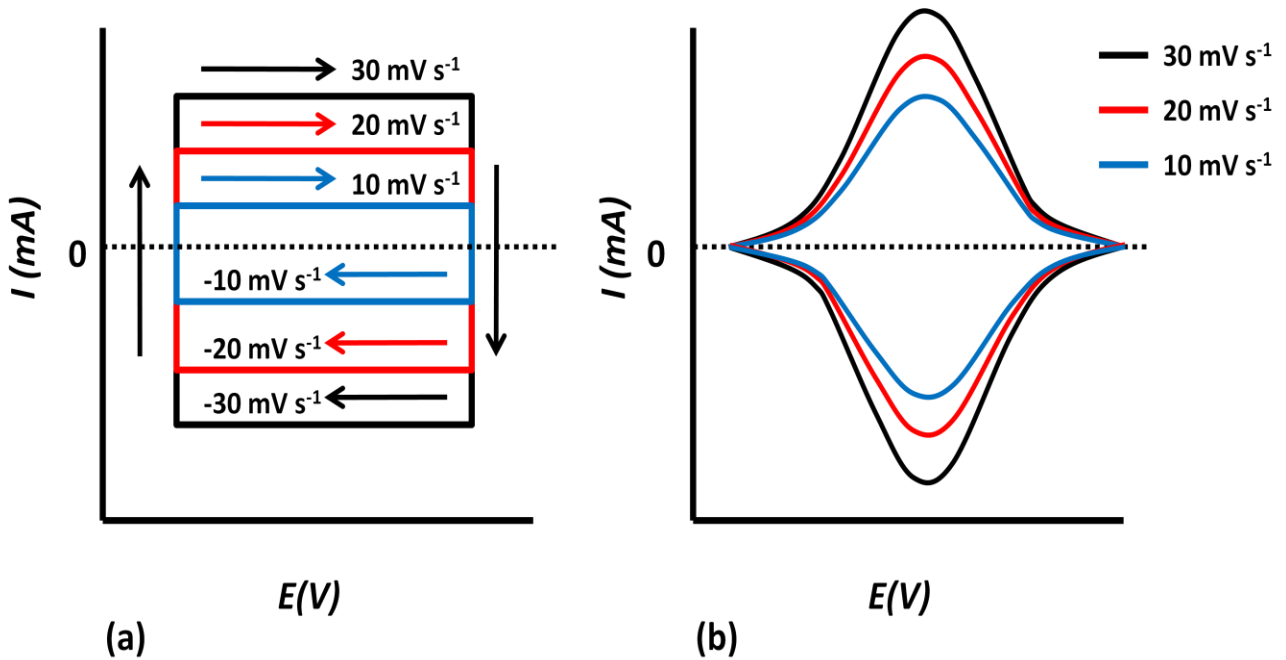 30 mV s⁻¹
20 mV s⁻¹
10 mV s⁻¹
0
-10 mV s⁻¹
-20 mV s⁻¹
-30 mV s⁻¹
I (mA)
E(V)
(a)
30 mV s⁻¹
20 mV s⁻¹
10 mV s⁻¹
0
I (mA)
E(V)
(b)